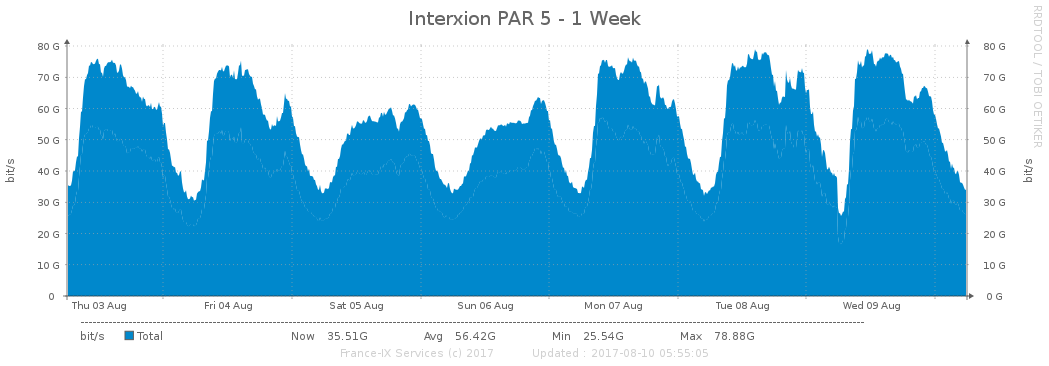 Interxion PAR 5 - 1 Week
RRDTOOL / TOBI OETIKER
80 G 80 G
70 G 70 G
60 G 60 G
50 G 50 G
40 G 40 G
30 G 30 G
20 G 20 G
10 G 10 G
0 0 G
bit/s bit/s
Thu 03 Aug Fri 04 Aug Sat 05 Aug Sun 06 Aug Mon 07 Aug Tue 08 Aug Wed 09 Aug
bit/s Total Now 35.51G Avg 56.42G Min 25.54G Max 78.88G
France-IX Services (c) 2017 Updated : 2017-08-10 05:55:05